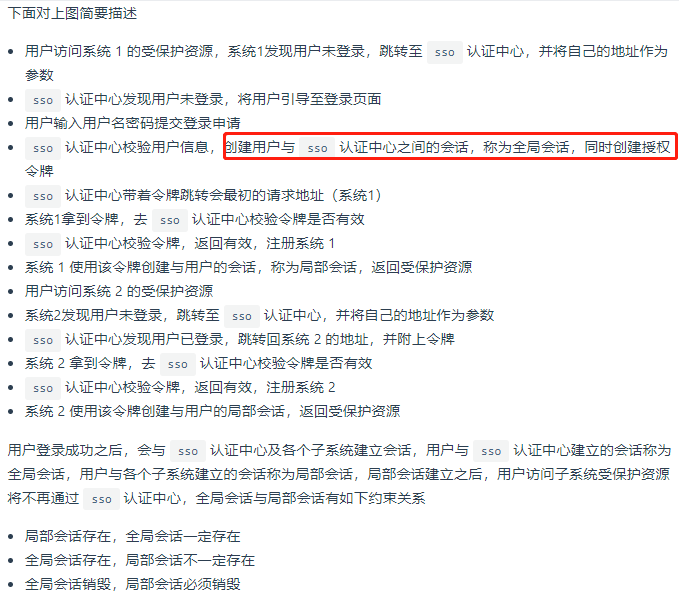 下面对上图简要描述
用户访问系统 1 的受保护资源，系统1发现用户未登录，跳转至 sso 认证中心，并将自己的地址作为
参数
sso 认证中心发现用户未登录，将用户引导至登录页面
用户输入用户名密码提交登录申请
sso 认证中心校验用户信息，创建用户与 sso 认证中心之间的会话，称为全局会话，同时创建授权
令牌
sso 认证中心带着令牌跳转会最初的请求地址（系统1）
系统1拿到令牌，去 sso 认证中心校验令牌是否有效
sso 认证中心校验令牌，返回有效，注册系统 1
系统 1 使用该令牌创建与用户的会话，称为局部会话，返回受保护资源
用户访问系统 2 的受保护资源
系统2发现用户未登录，跳转至 sso 认证中心，并将自己的地址作为参数
sso 认证中心发现用户已登录，跳转回系统 2 的地址，并附上令牌
系统 2 拿到令牌，去 sso 认证中心校验令牌是否有效
sso 认证中心校验令牌，返回有效，注册系统 2
系统 2 使用该令牌创建与用户的局部会话，返回受保护资源
用户登录成功之后，会与 sso 认证中心及各个子系统建立会话，用户与 sso 认证中心建立的会话称为
全局会话，用户与各个子系统建立的会话称为局部会话，局部会话建立之后，用户访问子系统受保护资源
将不再通过 sso 认证中心，全局会话与局部会话有如下约束关系
局部会话存在，全局会话一定存在
全局会话存在，局部会话不一定存在
全局会话销毁，局部会话必须销毁